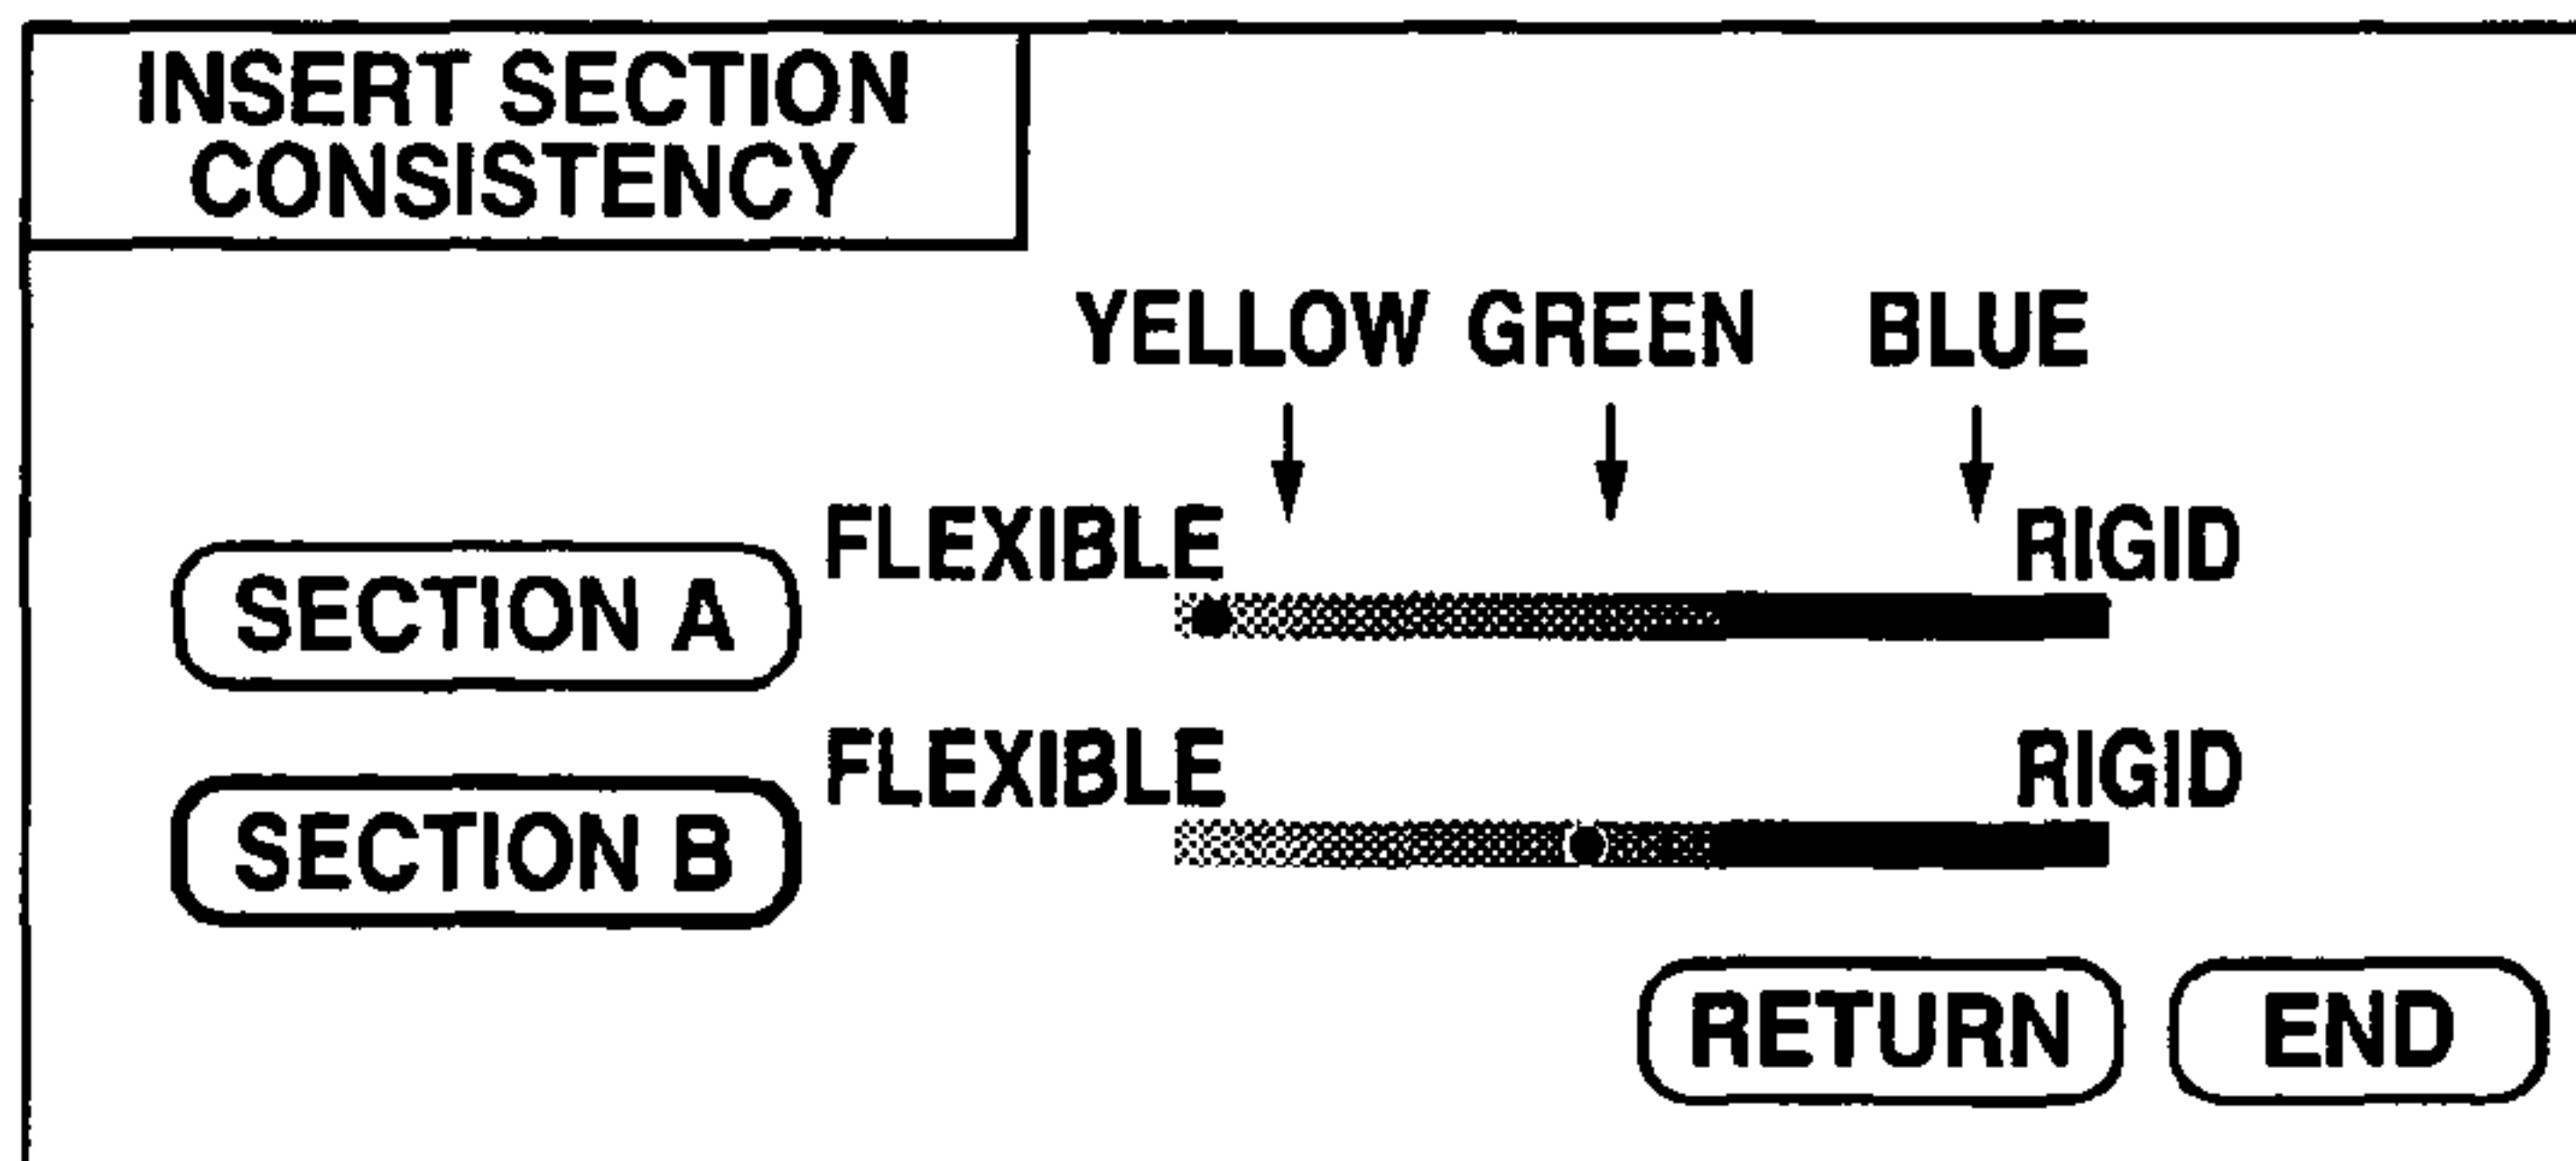 INSERT SECTION
CONSISTENCY
YELLOW GREEN BLUE
FLEXIBLE RIGID
SECTION A
FLEXIBLE RIGID
SECTION B
RETURN END